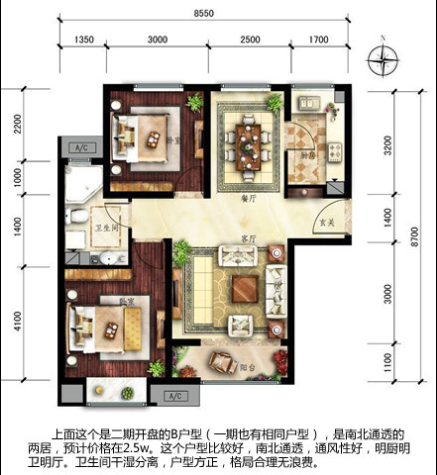 8550
1350 3000 2500 1700
N
2200
1000
1400
4100
3200
1400
3000
1100
8700
A/C
卧室
餐厅
厨房
卫生间
客厅
玄关
卧室
阳台
A/C
上面这个是二期开盘的B户型（一期也有相同户型），是南北通透的
两居，预计价格在2.5w。这个户型比较好，南北通透，通风性好，明厨明
卫明厅。卫生间干湿分离，户型方正，格局合理无浪费。